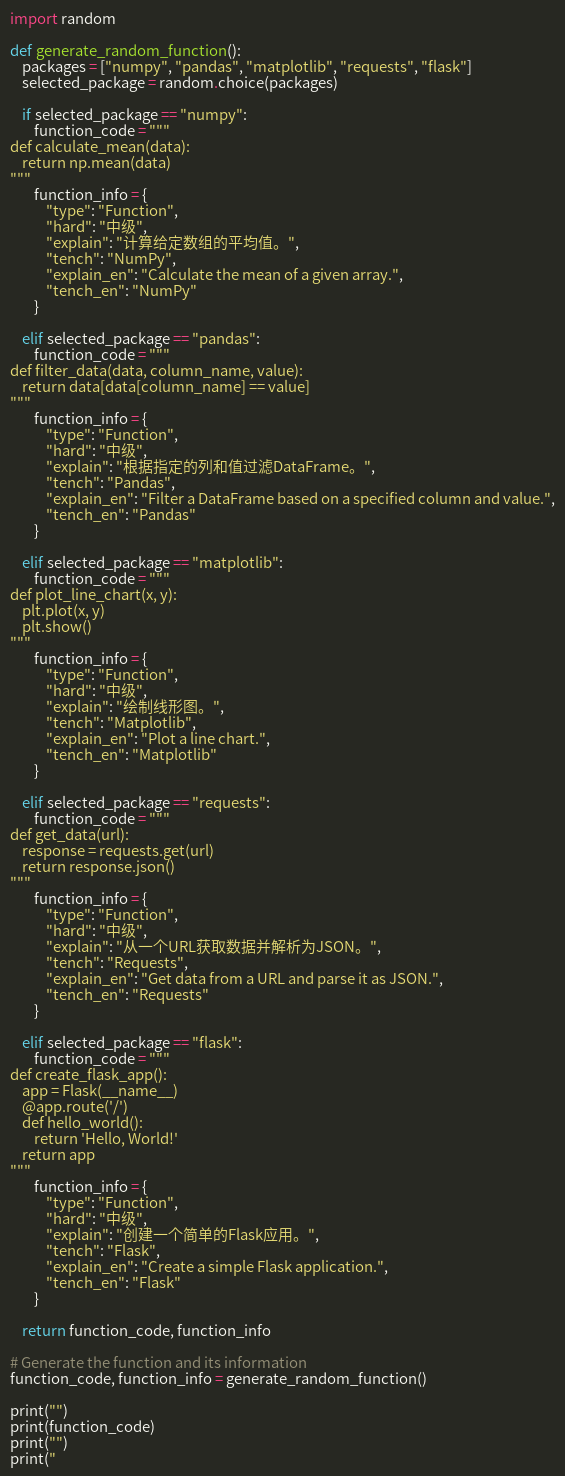 import random

def generate_random_function():
    packages = ["numpy", "pandas", "matplotlib", "requests", "flask"]
    selected_package = random.choice(packages)

    if selected_package == "numpy":
        function_code = """
def calculate_mean(data):
    return np.mean(data)
"""
        function_info = {
            "type": "Function",
            "hard": "中级",
            "explain": "计算给定数组的平均值。",
            "tench": "NumPy",
            "explain_en": "Calculate the mean of a given array.",
            "tench_en": "NumPy"
        }

    elif selected_package == "pandas":
        function_code = """
def filter_data(data, column_name, value):
    return data[data[column_name] == value]
"""
        function_info = {
            "type": "Function",
            "hard": "中级",
            "explain": "根据指定的列和值过滤DataFrame。",
            "tench": "Pandas",
            "explain_en": "Filter a DataFrame based on a specified column and value.",
            "tench_en": "Pandas"
        }

    elif selected_package == "matplotlib":
        function_code = """
def plot_line_chart(x, y):
    plt.plot(x, y)
    plt.show()
"""
        function_info = {
            "type": "Function",
            "hard": "中级",
            "explain": "绘制线形图。",
            "tench": "Matplotlib",
            "explain_en": "Plot a line chart.",
            "tench_en": "Matplotlib"
        }

    elif selected_package == "requests":
        function_code = """
def get_data(url):
    response = requests.get(url)
    return response.json()
"""
        function_info = {
            "type": "Function",
            "hard": "中级",
            "explain": "从一个URL获取数据并解析为JSON。",
            "tench": "Requests",
            "explain_en": "Get data from a URL and parse it as JSON.",
            "tench_en": "Requests"
        }

    elif selected_package == "flask":
        function_code = """
def create_flask_app():
    app = Flask(__name__)
    @app.route('/')
    def hello_world():
        return 'Hello, World!'
    return app
"""
        function_info = {
            "type": "Function",
            "hard": "中级",
            "explain": "创建一个简单的Flask应用。",
            "tench": "Flask",
            "explain_en": "Create a simple Flask application.",
            "tench_en": "Flask"
        }

    return function_code, function_info

# Generate the function and its information
function_code, function_info = generate_random_function()

print("")
print(function_code)
print("")
print("